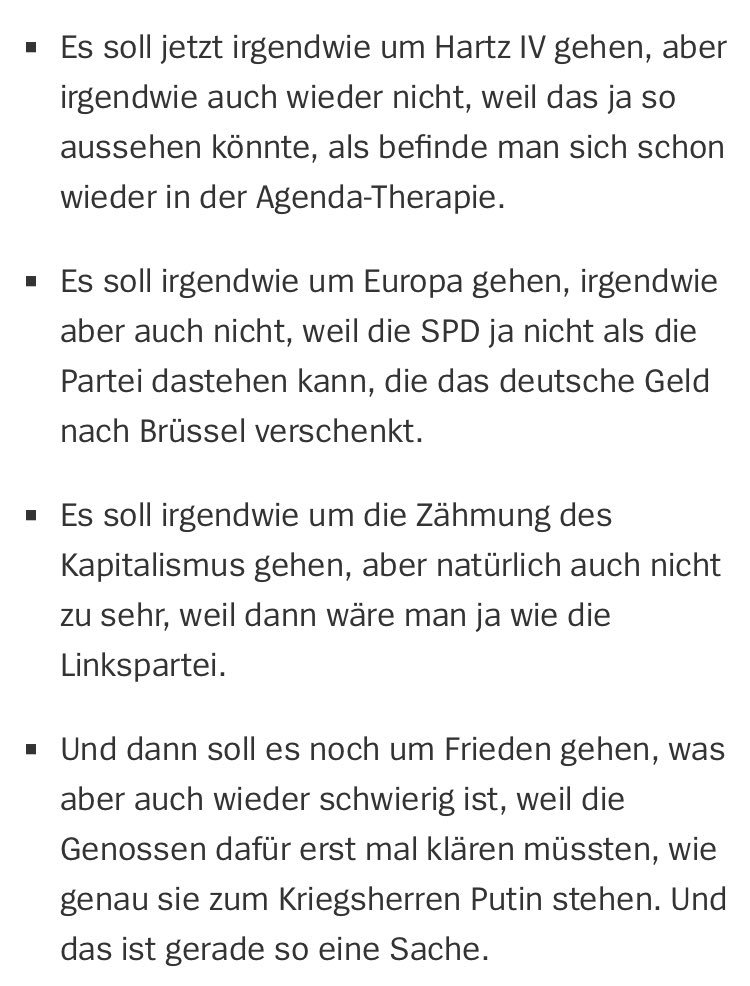 ▪ Es soll jetzt irgendwie um Hartz IV gehen, aber
irgendwie auch wieder nicht, weil das ja so
aussehen könnte, als befinde man sich schon
wieder in der Agenda-Therapie.
▪ Es soll irgendwie um Europa gehen, irgendwie
aber auch nicht, weil die SPD ja nicht als die
Partei dastehen kann, die das deutsche Geld
nach Brüssel verschenkt.
▪ Es soll irgendwie um die Zähmung des
Kapitalismus gehen, aber natürlich auch nicht
zu sehr, weil dann wäre man ja wie die
Linkspartei.
▪ Und dann soll es noch um Frieden gehen, was
aber auch wieder schwierig ist, weil die
Genossen dafür erst mal klären müssten, wie
genau sie zum Kriegsherren Putin stehen. Und
das ist gerade so eine Sache.